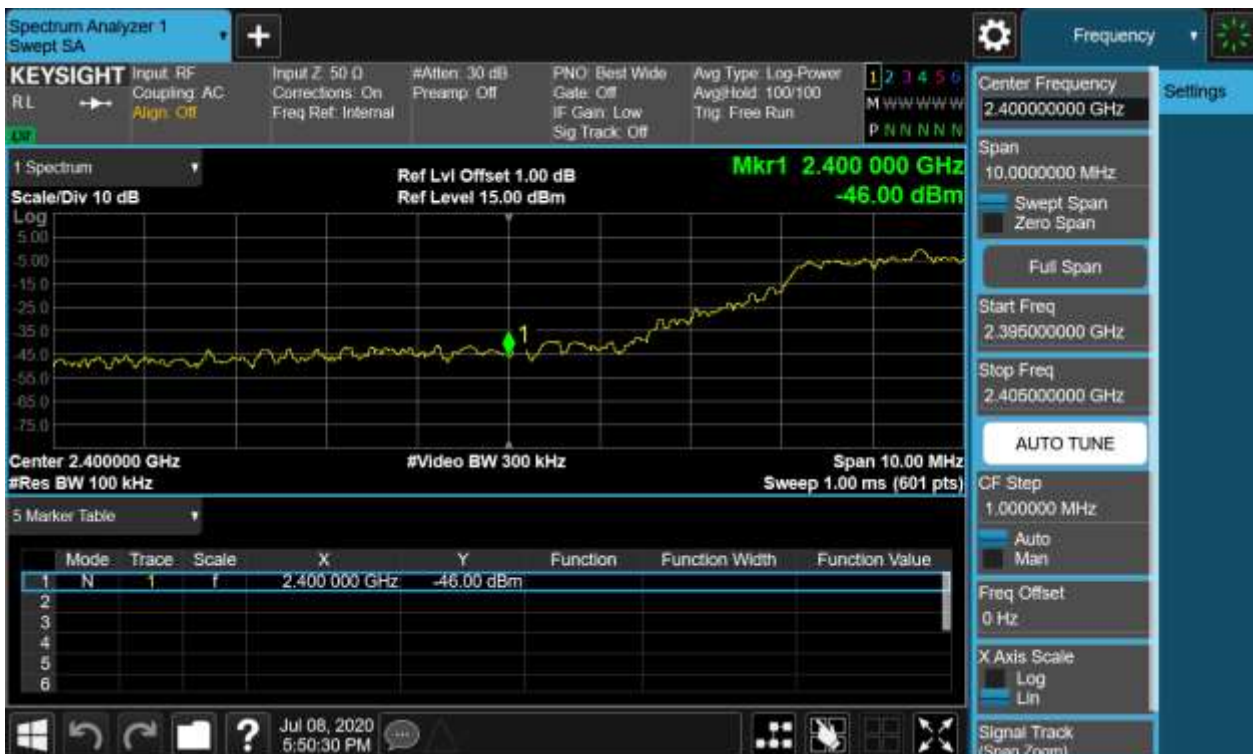 Spectrum Analyzer 1
Swept SA
Frequency
KEYSIGHT
RL
Input: RF
Coupling: AC
Align: Off
Input Z: 50 Ω
Corrections: On
Freq Ref: Internal
#Atten: 30 dB
Preamp: Off
PNO: Best Wide
Gate: Off
IF Gain: Low
Sig Track: Off
Avg Type: Log-Power
Avg|Hold: 100/100
Trig: Free Run
1 2 3 4 5 6
M W W W W W
P N N N N N
Settings
Center Frequency
2.400000000 GHz
Span
10.0000000 MHz
Swept Span
Zero Span
Full Span
Start Freq
2.395000000 GHz
Stop Freq
2.405000000 GHz
AUTO TUNE
CF Step
1.000000 MHz
Auto
Man
Freq Offset
0 Hz
X Axis Scale
Log
Lin
Signal Track
(Span Zoom)
1 Spectrum
Scale/Div 10 dB
Ref Lvl Offset 1.00 dB
Ref Level 15.00 dBm
Mkr1 2.400 000 GHz
-46.00 dBm
Log
5.00
-5.00
-15.0
-25.0
-35.0
-45.0
-55.0
-65.0
-75.0
1
Center 2.400000 GHz
#Video BW 300 kHz
Span 10.00 MHz
#Res BW 100 kHz
Sweep 1.00 ms (601 pts)
5 Marker Table
Mode Trace Scale X Y Function Function Width Function Value
1 N 1 f 2.400 000 GHz -46.00 dBm
2
3
4
5
6
?
Jul 08, 2020
5:50:30 PM